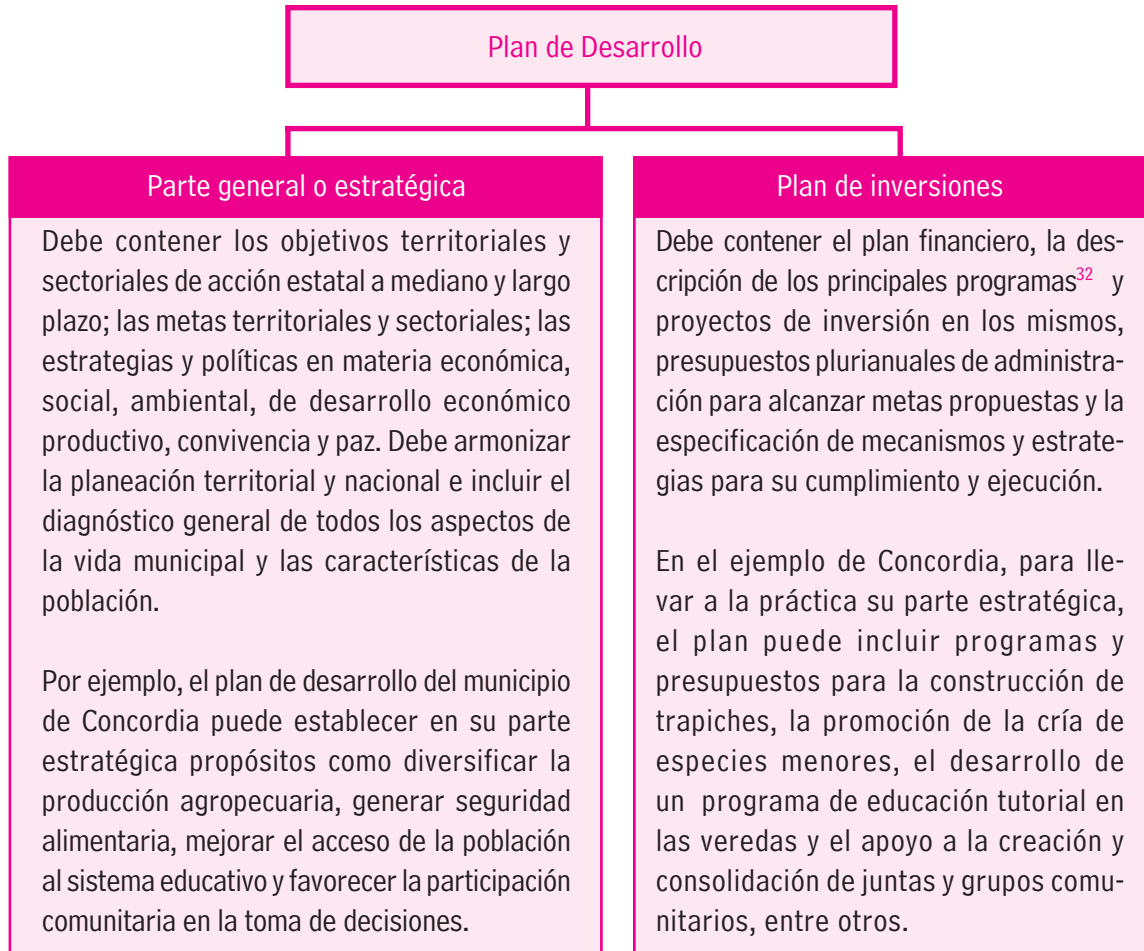 Plan de Desarrollo
Parte general o estratégica
Debe contener los objetivos territoriales y
sectoriales de acción estatal a mediano y largo
plazo; las metas territoriales y sectoriales; las
estrategias y políticas en materia económica,
social, ambiental, de desarrollo económico
productivo, convivencia y paz. Debe armonizar
la planeación territorial y nacional e incluir el
diagnóstico general de todos los aspectos de
la vida municipal y las características de la
población.
Por ejemplo, el plan de desarrollo del municipio
de Concordia puede establecer en su parte
estratégica propósitos como diversificar la
producción agropecuaria, generar seguridad
alimentaria, mejorar el acceso de la población
al sistema educativo y favorecer la participación
comunitaria en la toma de decisiones.
Plan de inversiones
Debe contener el plan financiero, la des-
cripción de los principales programas32 y
proyectos de inversión en los mismos,
presupuestos plurianuales de administra-
ción para alcanzar metas propuestas y la
especificación de mecanismos y estrate-
gias para su cumplimiento y ejecución.
En el ejemplo de Concordia, para lle-
var a la práctica su parte estratégica,
el plan puede incluir programas y
presupuestos para la construcción de
trapiches, la promoción de la cría de
especies menores, el desarrollo de
un programa de educación tutorial en
las veredas y el apoyo a la creación y
consolidación de juntas y grupos comu-
nitarios, entre otros.